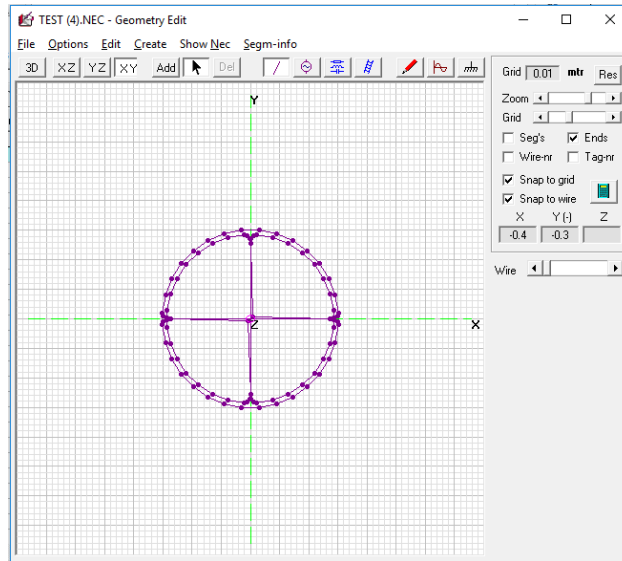 TEST (4).NEC - Geometry Edit
File Options Edit Create Show Nec Segm-info
3D XZ YZ XY Add Del
Grid 0.01 mtr Res
Zoom
Grid
Seg's Ends
Wire-nr Tag-nr
Snap to grid
Snap to wire
X Y (-) Z
-0.4 -0.3
Wire
Y
Z
X